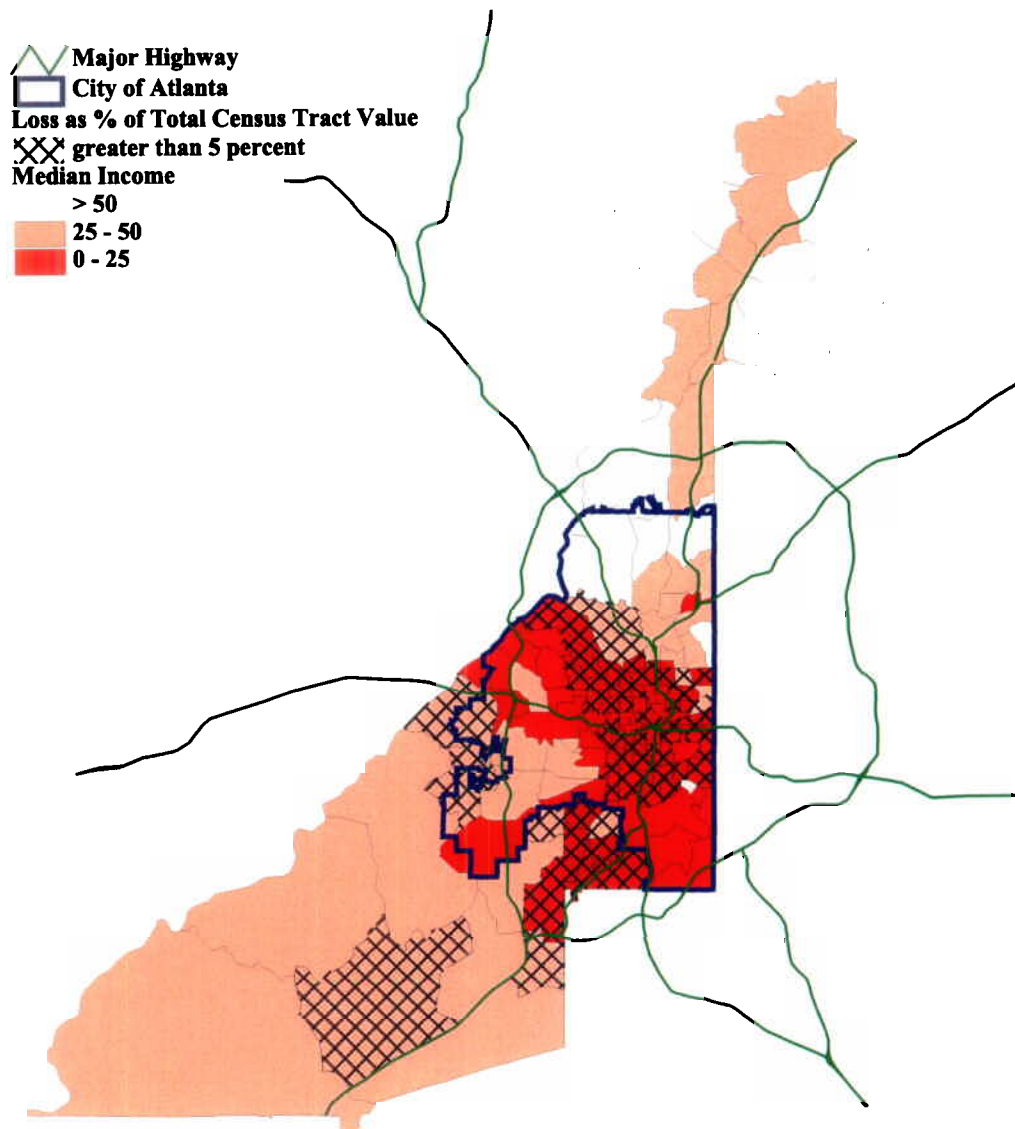 Major Highway
City of Atlanta
Loss as % of Total Census Tract Value
greater than 5 percent
Median Income
> 50
25 - 50
0 - 25